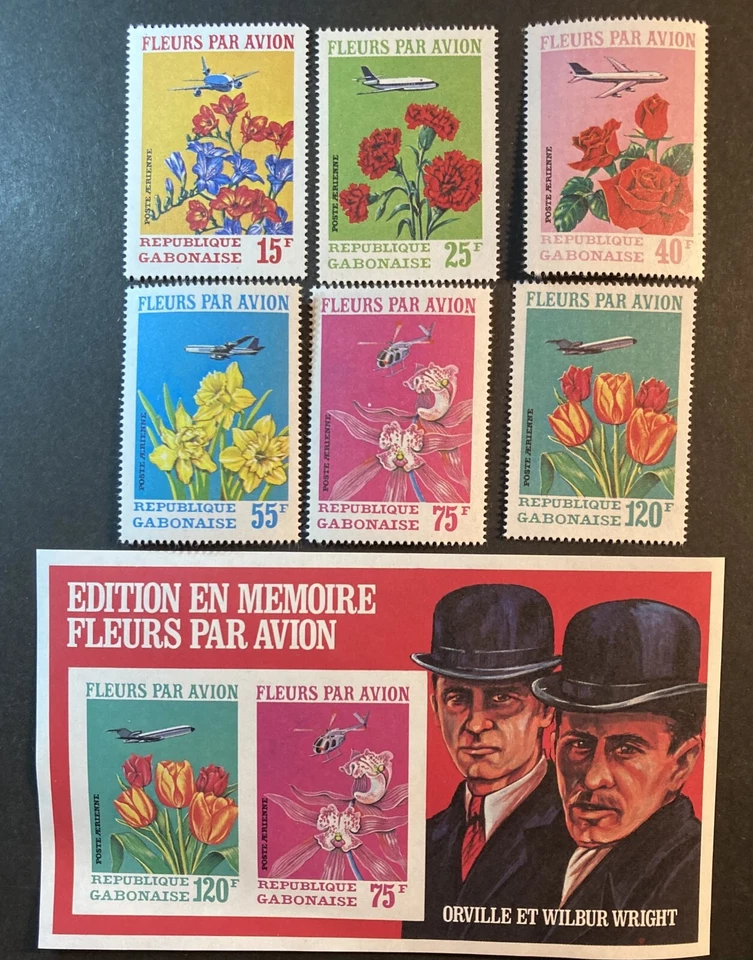 FLEURS PAR AVION
POSTE AERIENNE
REPUBLIQUE
GABONAISE 15F
FLEURS PAR AVION
POSTE AERIENNE
REPUBLIQUE
GABONAISE 25F
FLEURS PAR AVION
POSTE AERIENNE
REPUBLIQUE
GABONAISE 40F
FLEURS PAR AVION
POSTE AERIENNE
REPUBLIQUE
GABONAISE 55F
FLEURS PAR AVION
POSTE AERIENNE
REPUBLIQUE
GABONAISE 75F
FLEURS PAR AVION
POSTE AERIENNE
REPUBLIQUE
GABONAISE 120F
EDITION EN MEMOIRE
FLEURS PAR AVION
FLEURS PAR AVION
POSTE AERIENNE
REPUBLIQUE
GABONAISE 120F
FLEURS PAR AVION
POSTE AERIENNE
REPUBLIQUE
GABONAISE 75F
ORVILLE ET WILBUR WRIGHT